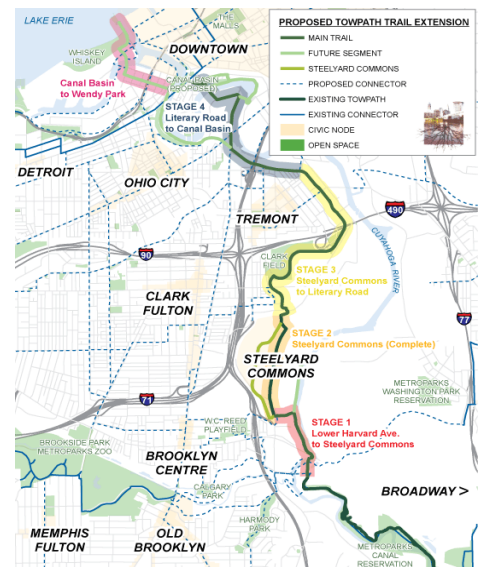 LAKE ERIE
THE
MALLS
DOWNTOWN
WHISKEY
ISLAND
Canal Basin
to Wendy Park
CANAL BASIN
(PROPOSED)
STAGE 4
Literary Road
to Canal Basin
PROPOSED TOWPATH TRAIL EXTENSION
MAIN TRAIL
FUTURE SEGMENT
STEELYARD COMMONS
PROPOSED CONNECTOR
EXISTING TOWPATH
EXISTING CONNECTOR
CIVIC NODE
OPEN SPACE
DETROIT
OHIO CITY
TREMONT
490
90
CUYAHOGA RIVER
CLARK
FIELD
STAGE 3
Steelyard Commons
to Literary Road
CLARK
FULTON
77
STAGE 2
Steelyard Commons (Complete)
STEELYARD
COMMONS
METROPARKS
WASHINGTON PARK
RESERVATION
71
STAGE 1
Lower Harvard Ave.
to Steelyard Commons
W.C. REED
PLAYFIELD
BROOKSIDE PARK
METROPARKS ZOO
BROOKLYN
CENTRE
CALGARY
PARK
BROADWAY >
HARMODY
PARK
MEMPHIS
FULTON
OLD
BROOKLYN
METROPARKS
CANAL
RESERVATION